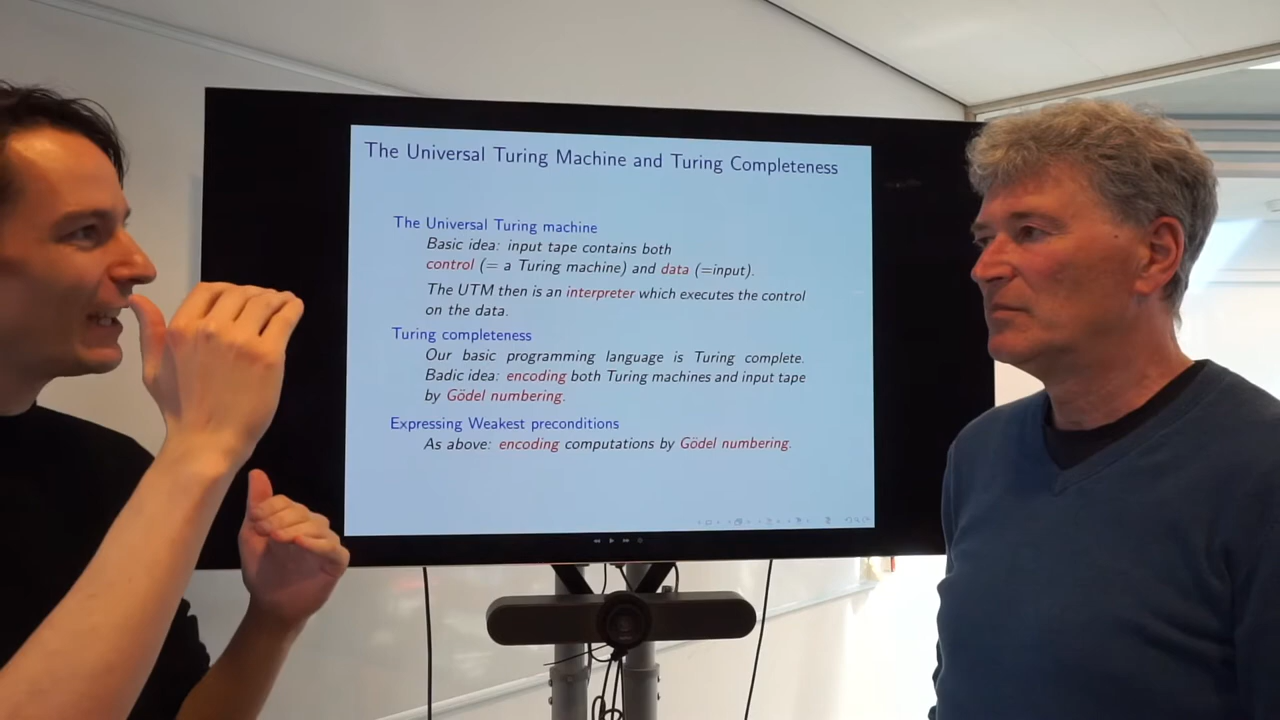 The Universal Turing Machine and Turing Completeness
The Universal Turing machine
Basic idea: input tape contains both
control (= a Turing machine) and data (=input).
The UTM then is an interpreter which executes the control
on the data.
Turing completeness
Our basic programming language is Turing complete.
Badic idea: encoding both Turing machines and input tape
by Gödel numbering.
Expressing Weakest preconditions
As above: encoding computations by Gödel numbering.